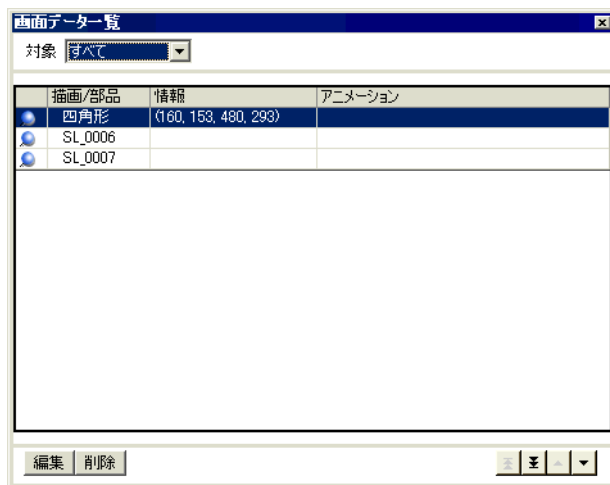 画面データ一覧
対象 すべて
描画/部品 情報 アニメーション
四角形 (160, 153, 480, 293)
SL_0006
SL_0007
編集 削除